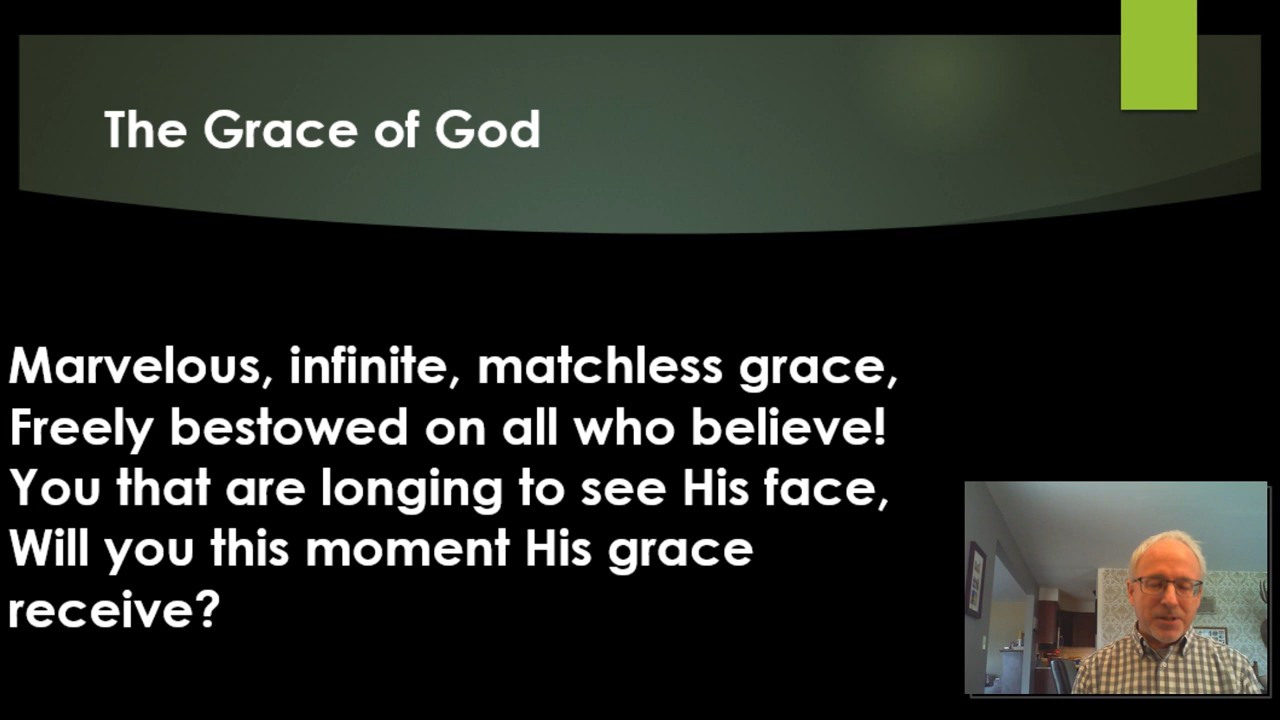 The Grace of God
Marvelous, infinite, matchless grace,
Freely bestowed on all who believe!
You that are longing to see His face,
Will you this moment His grace
receive?